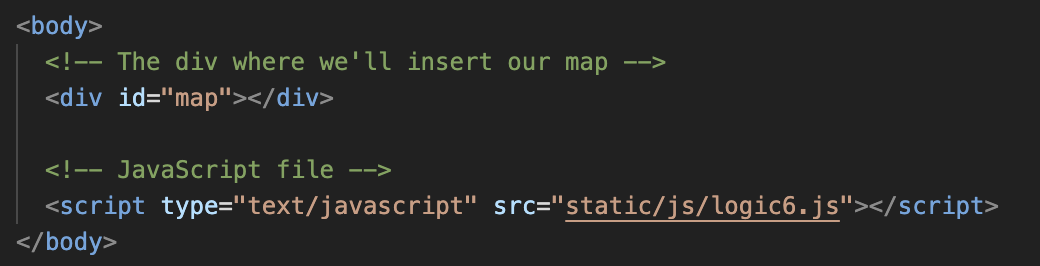 <body>
<!-- The div where we'll insert our map -->
<div id="map"></div>
<!-- JavaScript file -->
<script type="text/javascript" src="static/js/logic6.js"></script>
</body>